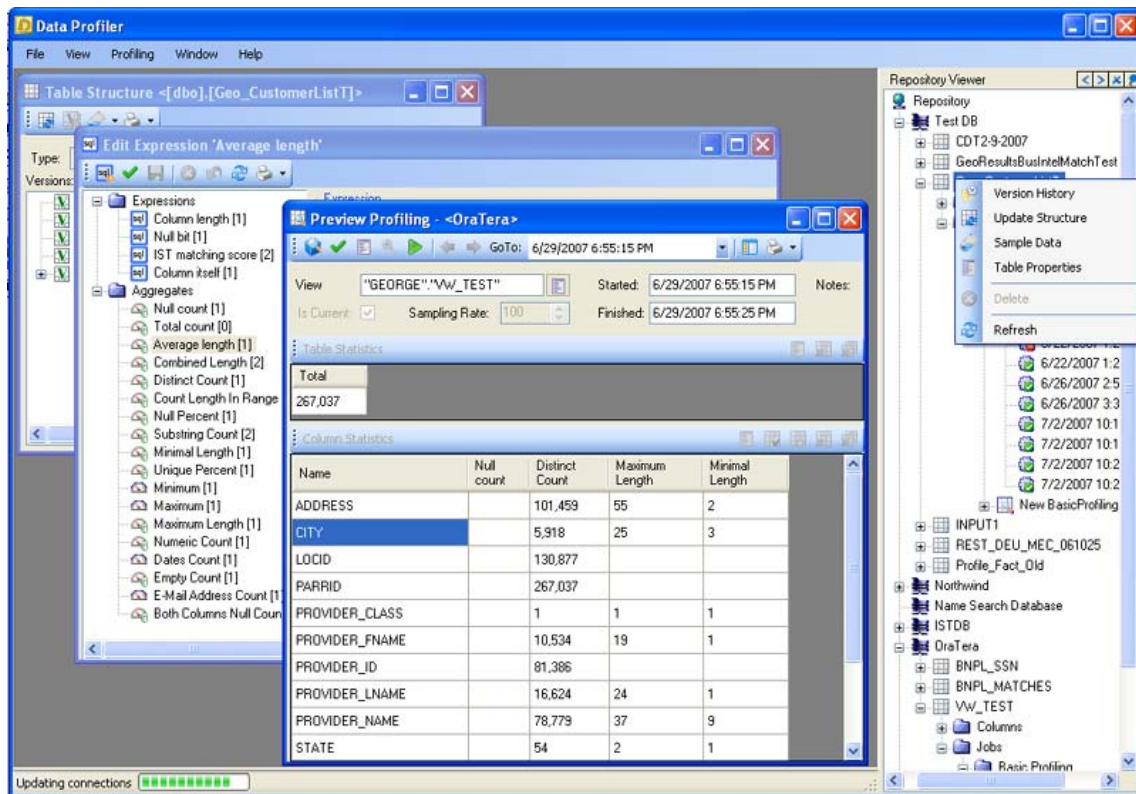 Data Profiler
File View Profiling Window Help
Table Structure <[dbo].[Geo_CustomerListT]>
Type:
Versions:
Edit Expression 'Average length'
Expression
Expressions
Column length [1]
Null bit [1]
IST matching score [2]
Column itself [1]
Aggregates
Null count [1]
Total count [0]
Average length [1]
Combined Length [2]
Distinct Count [1]
Count Length In Range
Null Percent [1]
Substring Count [2]
Minimal Length [1]
Unique Percent [1]
Minimum [1]
Maximum [1]
Maximum Length [1]
Numeric Count [1]
Dates Count [1]
Empty Count [1]
E-Mail Address Count [1]
Both Columns Null Coun
Preview Profiling - <OraTera>
GoTo: 6/29/2007 6:55:15 PM
View "GEORGE"."VW_TEST" Started: 6/29/2007 6:55:15 PM Notes:
Is Current: Sampling Rate: 100 Finished: 6/29/2007 6:55:25 PM
Table Statistics
Total
267,037
Column Statistics
Name Null count Distinct Count Maximum Length Minimal Length
ADDRESS 101,459 55 2
CITY 5,918 25 3
LOCID 130,877
PARRID 267,037
PROVIDER_CLASS 1 1 1
PROVIDER_FNAME 10,534 19 1
PROVIDER_ID 81,386
PROVIDER_LNAME 16,624 24 1
PROVIDER_NAME 78,779 37 9
STATE 54 2 1
Repository Viewer
Repository
Test DB
CDT2-9-2007
GeoResultsBusIntelMatchTest
Version History
Update Structure
Sample Data
Table Properties
Delete
Refresh
6/22/2007 1:2
6/26/2007 2:5
6/26/2007 3:3
7/2/2007 10:1
7/2/2007 10:1
7/2/2007 10:2
7/2/2007 10:2
New BasicProfiling
INPUT1
REST_DEU_MEC_061025
Profile_Fact_Old
Northwind
Name Search Database
ISTDB
OraTera
BNPL_SSN
BNPL_MATCHES
VW_TEST
Columns
Jobs
Basic Profiling
Updating connections